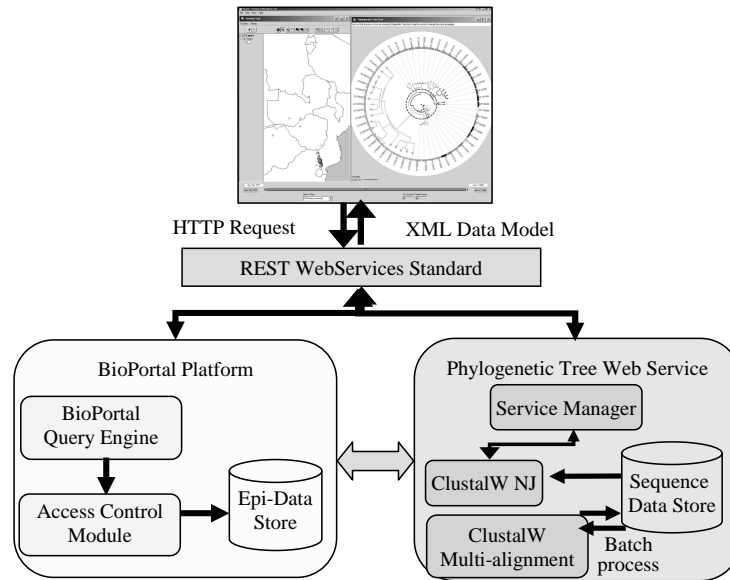 HTTP Request
XML Data Model
REST WebServices Standard
BioPortal Platform
BioPortal
Query Engine
Access Control
Module
Epi-Data
Store
Phylogenetic Tree Web Service
Service Manager
ClustalW NJ
Sequence
Data Store
ClustalW
Multi-alignment
Batch
process